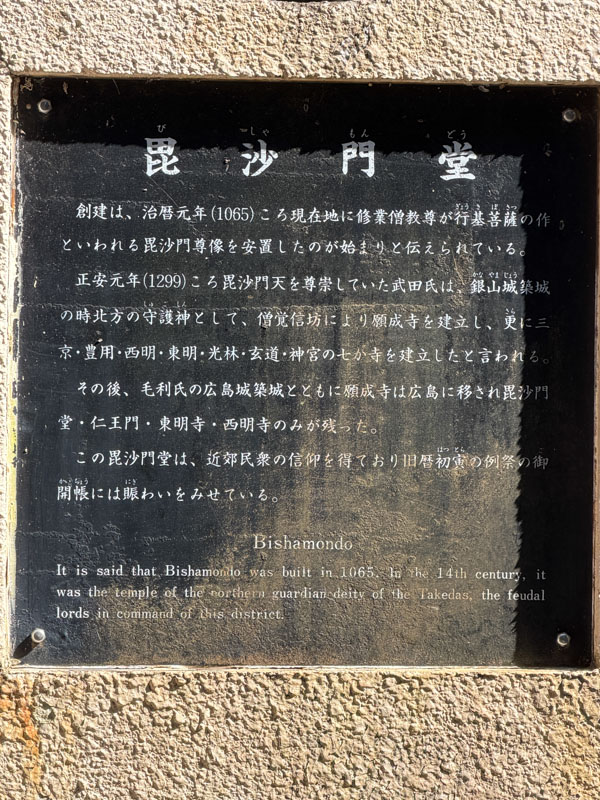 毘沙門堂
創建は、治暦元年(1065)ころ現在地に修業僧教尊が行基菩薩の作
といわれる毘沙門尊像を安置したのが始まりと伝えられている。
正安元年(1299)ころ毘沙門天を尊崇していた武田氏は、銀山城築城
の時北方の守護神として、僧覚信坊により願成寺を建立し、更に三
京・豊用・西明・東明・光林・玄道・神宮の七か寺を建立したと言われる。
その後、毛利氏の広島城築城とともに願成寺は広島に移され毘沙門
堂・仁王門・東明寺・西明寺のみが残った。
この毘沙門堂は、近郊民衆の信仰を得ており旧暦初寅の例祭の御
開帳には賑わいをみせている。
Bishamondo
It is said that Bishamondo was built in 1065. In the 14th century, it
was the temple of the northern guardian deity of the Takedas, the feudal
lords in command of this district.